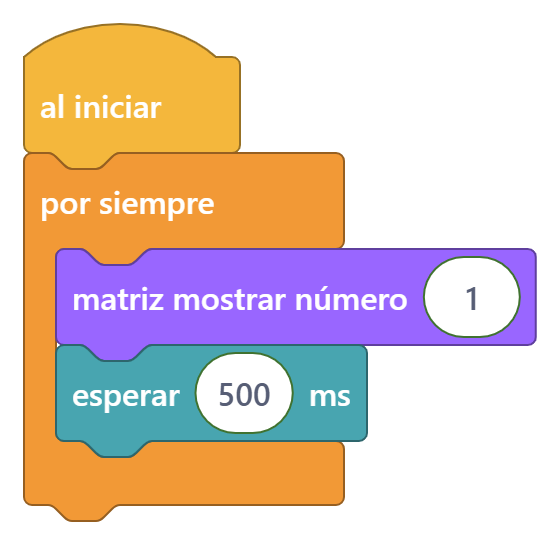 al iniciar
por siempre
matriz mostrar número 1
esperar 500 ms